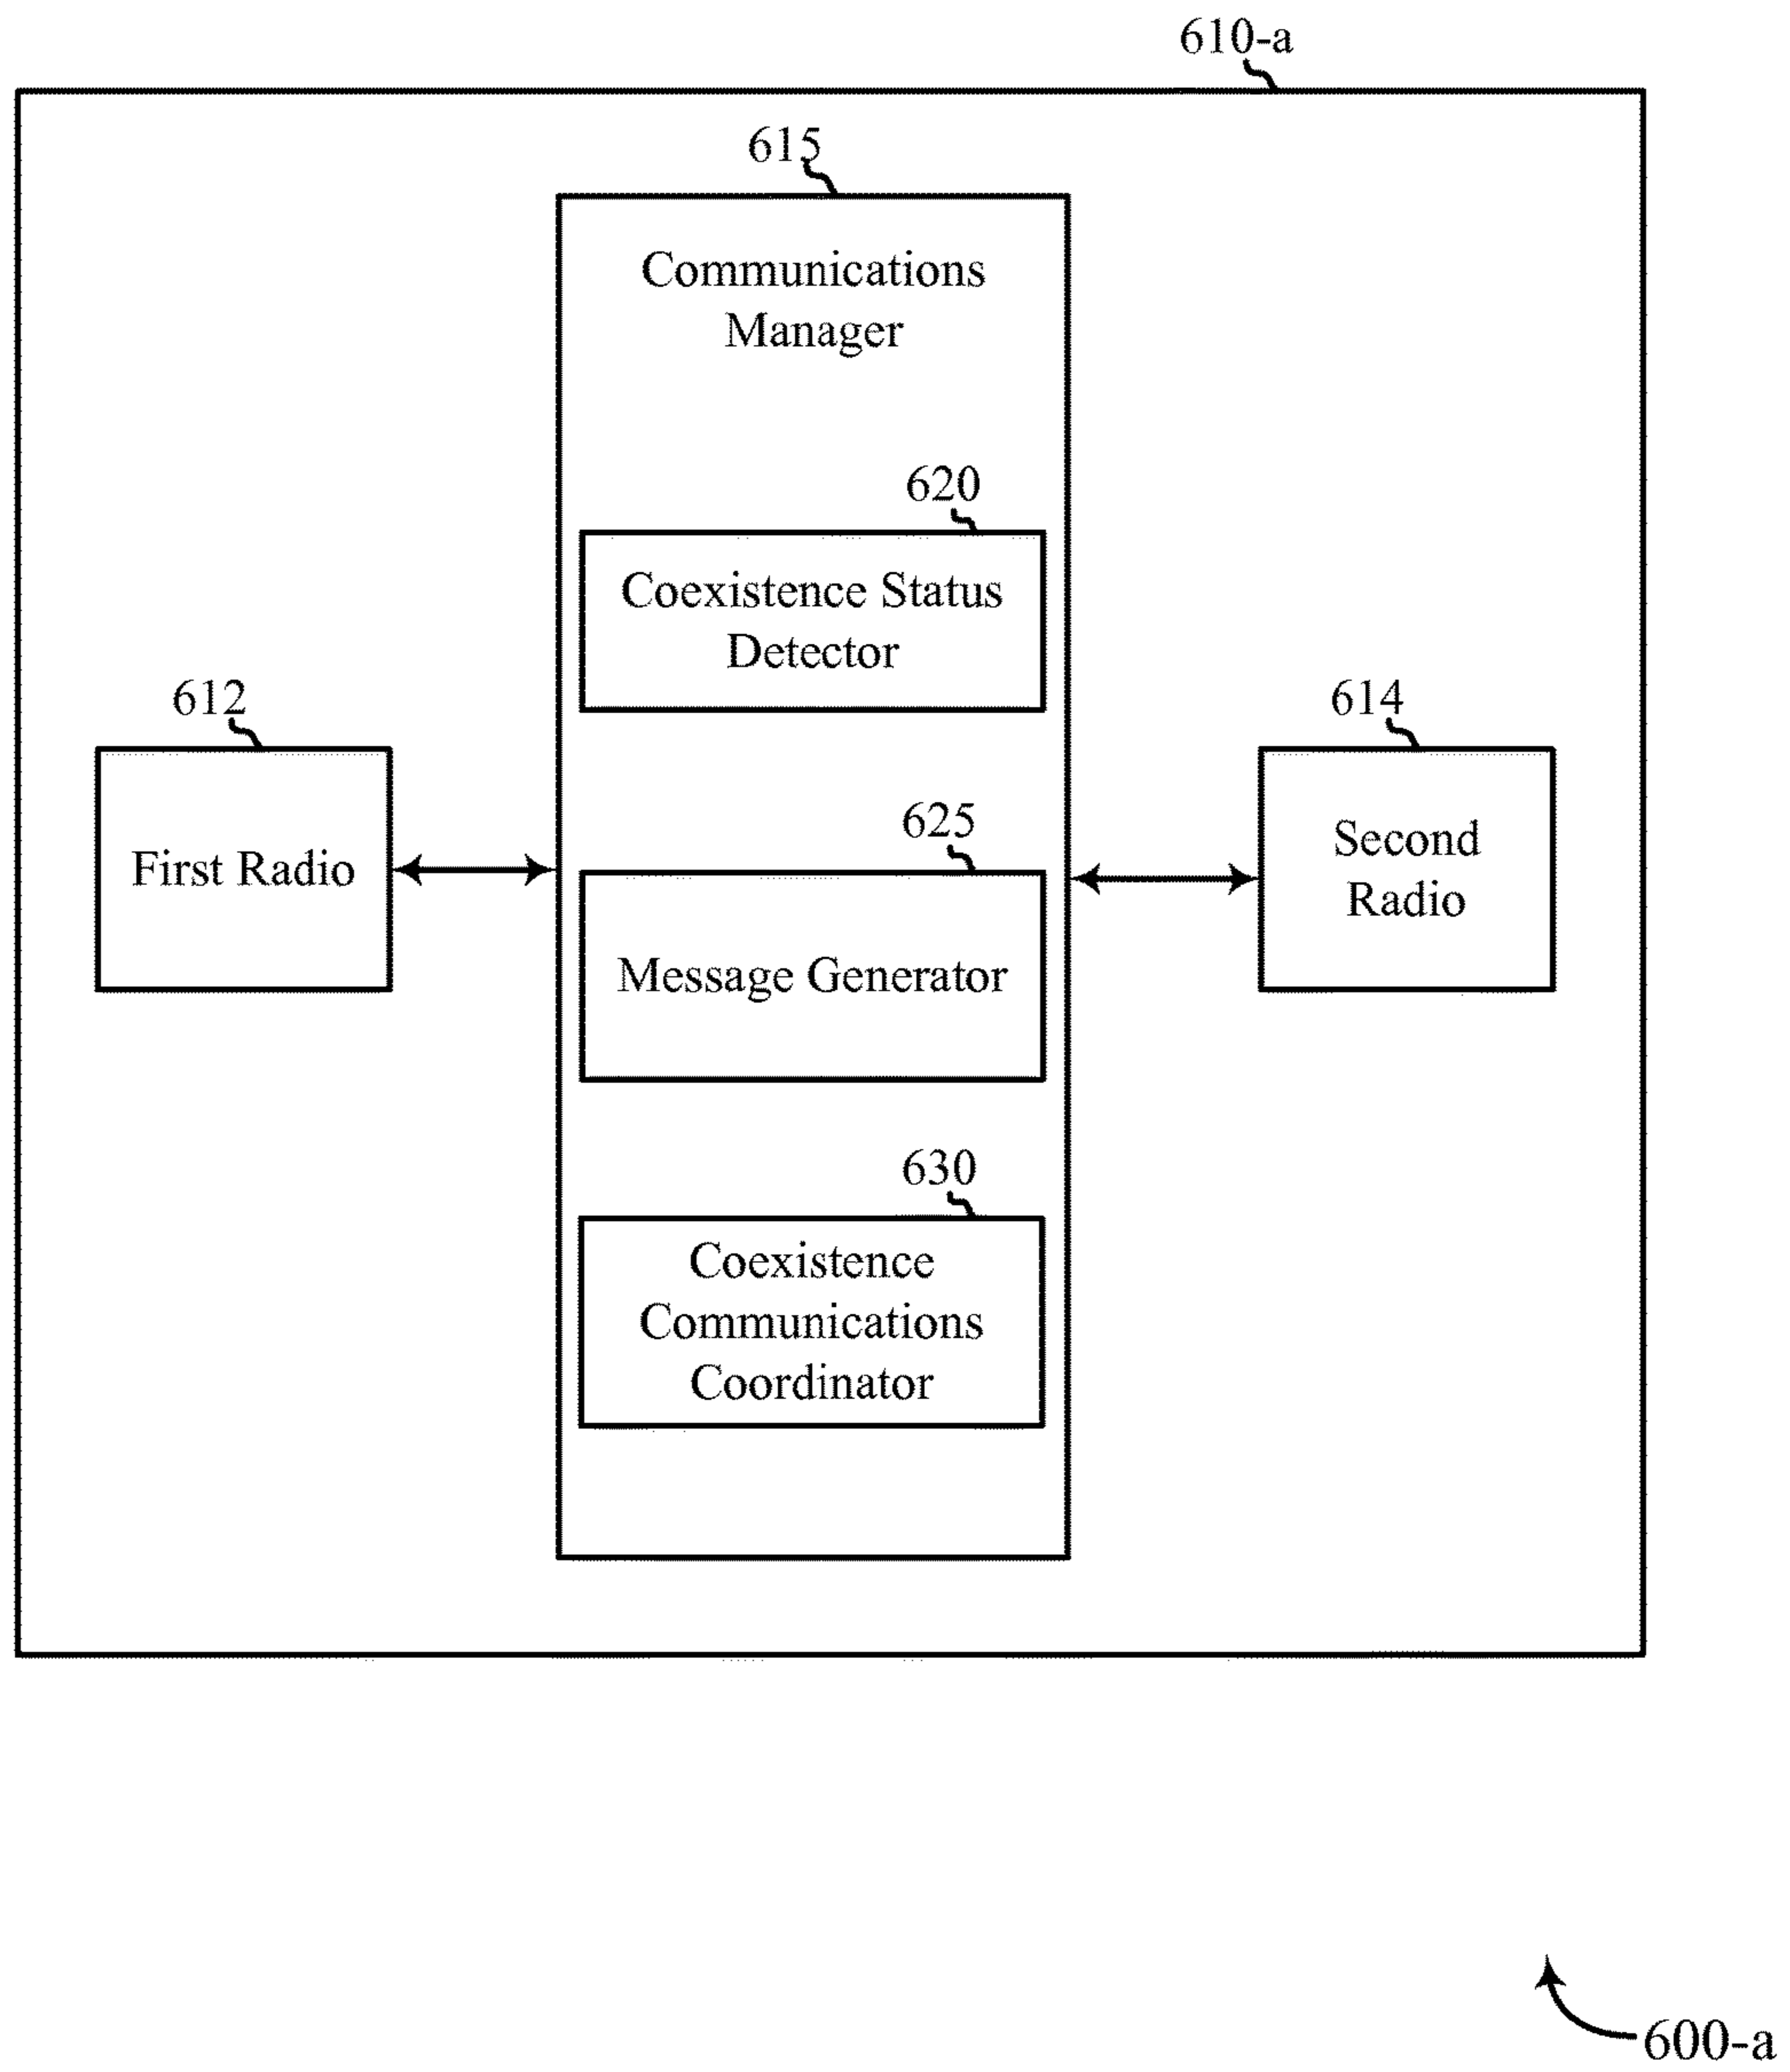 610-a
615
Communications
Manager
620
Coexistence Status
Detector
612
First Radio
614
Second
Radio
625
Message Generator
630
Coexistence
Communications
Coordinator
600-a